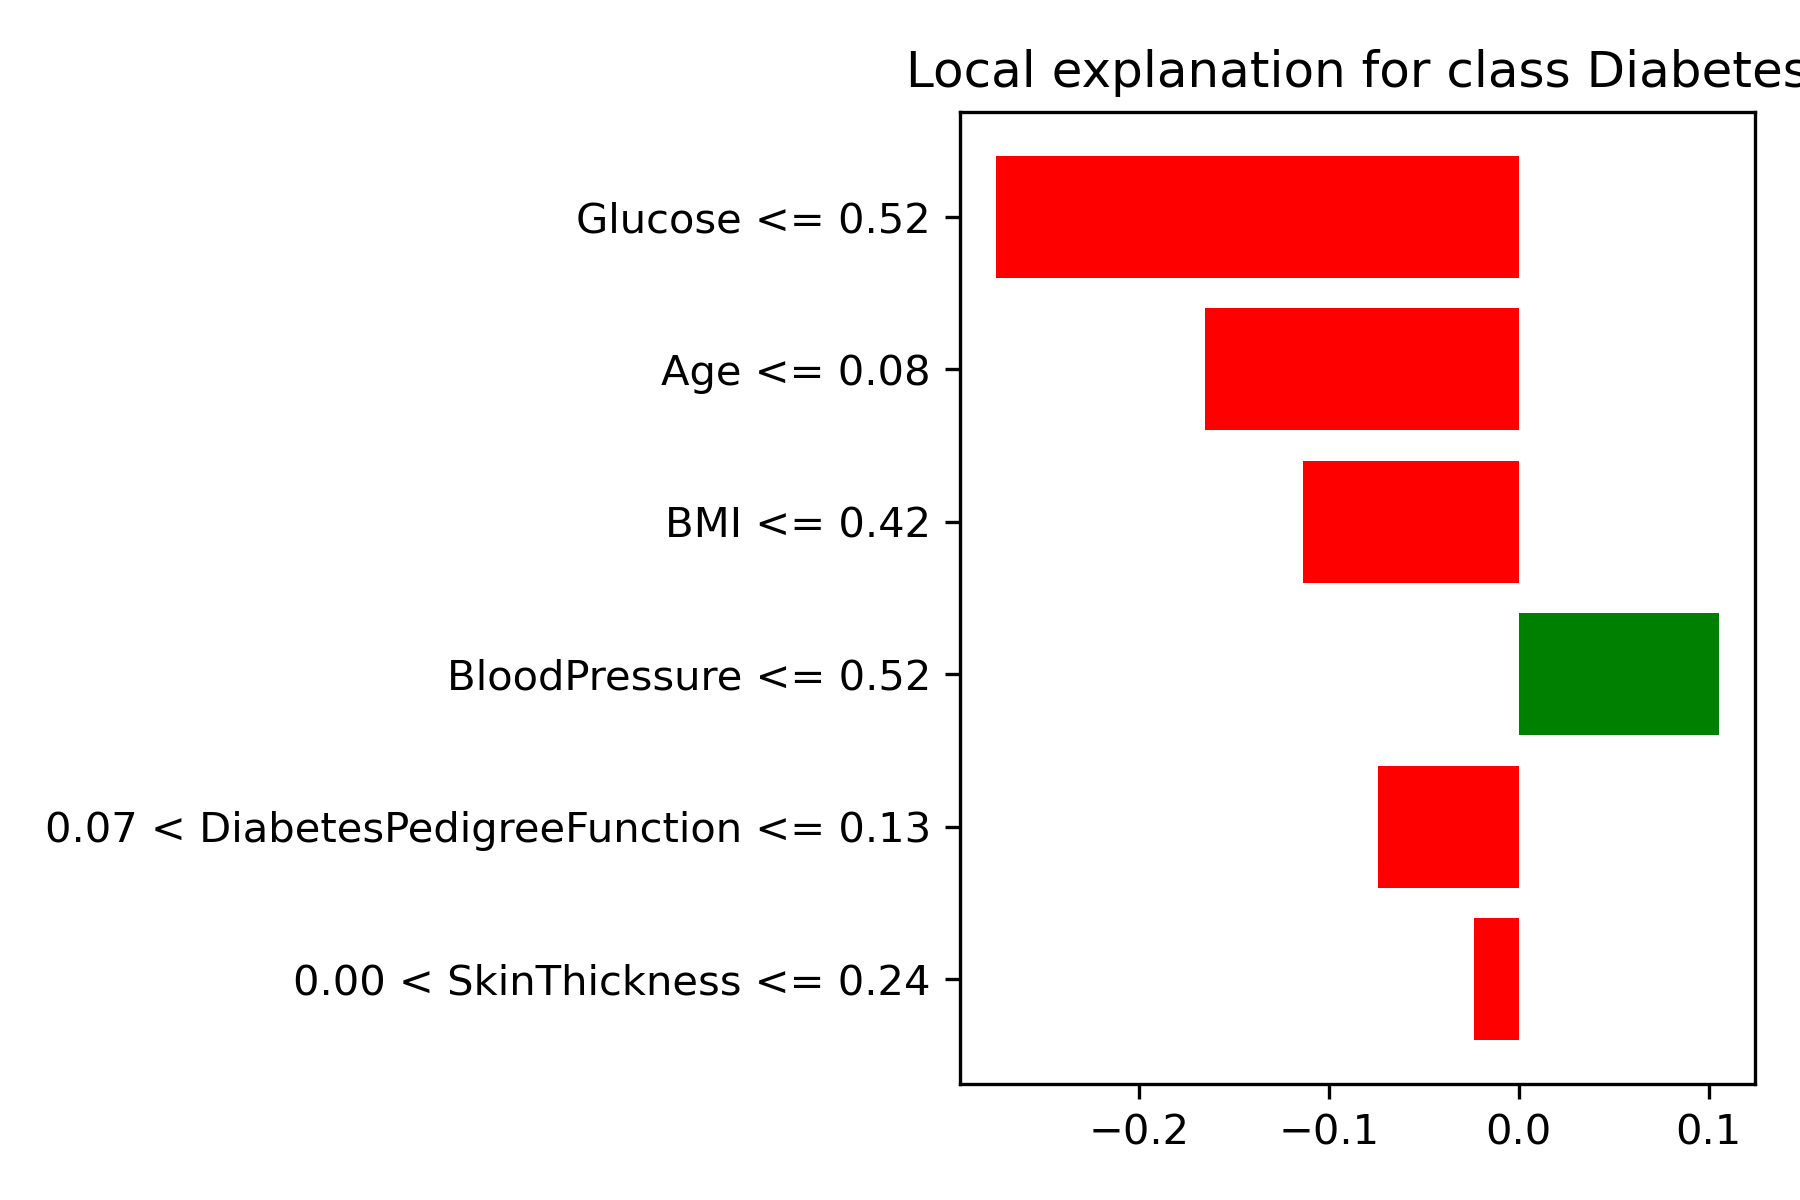 Local explanation for class Diabetes
Glucose <= 0.52
Age <= 0.08
BMI <= 0.42
BloodPressure <= 0.52
0.07 < DiabetesPedigreeFunction <= 0.13
0.00 < SkinThickness <= 0.24
−0.2 −0.1 0.0 0.1